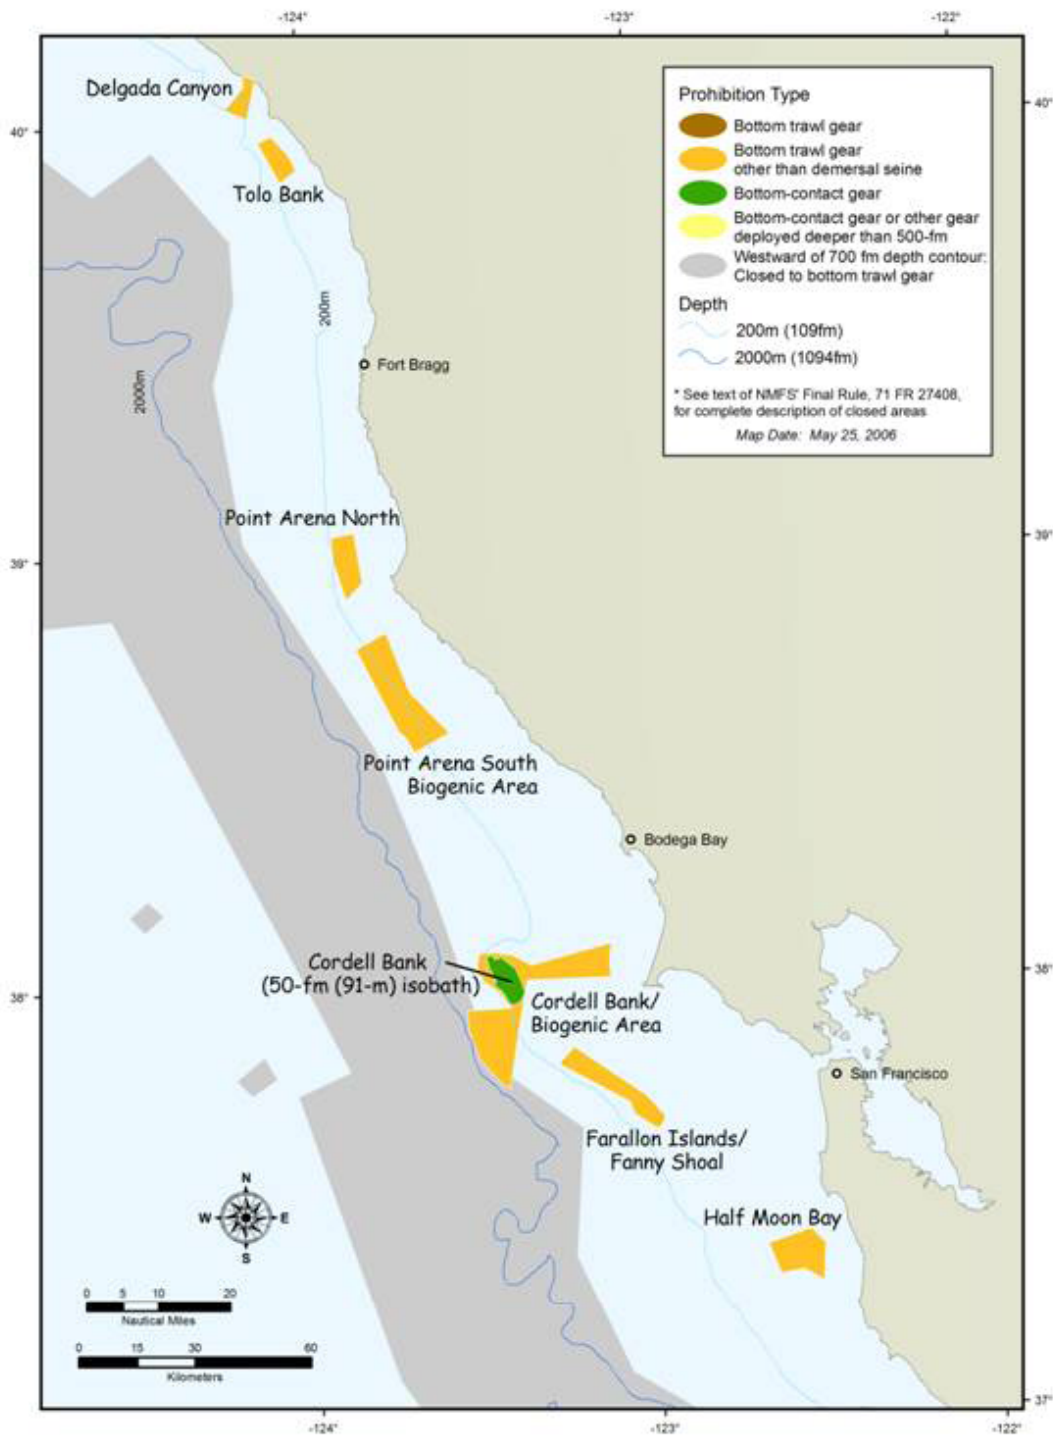 -124°
-123°
-122°
Delgada Canyon
40°
40°
Tolo Bank
Prohibition Type
Bottom trawl gear
Bottom trawl gear
other than demersal seine
Bottom-contact gear
Bottom-contact gear or other gear
deployed deeper than 500-fm
Westward of 700 fm depth contour:
Closed to bottom trawl gear
Depth
200m (109fm)
2000m (1094fm)
* See text of NMFS' Final Rule, 71 FR 27408,
for complete description of closed areas
Map Date: May 25, 2006
200m
2000m
Fort Bragg
Point Arena North
39°
39°
Point Arena South
Biogenic Area
Bodega Bay
Cordell Bank
(50-fm (91-m) isobath)
38°
38°
Cordell Bank/
Biogenic Area
San Francisco
Farallon Islands/
Fanny Shoal
Half Moon Bay
N
W
E
S
0 5 10 20
Nautical Miles
0 15 30 60
Kilometers
37°
-124°
-123°
-122°